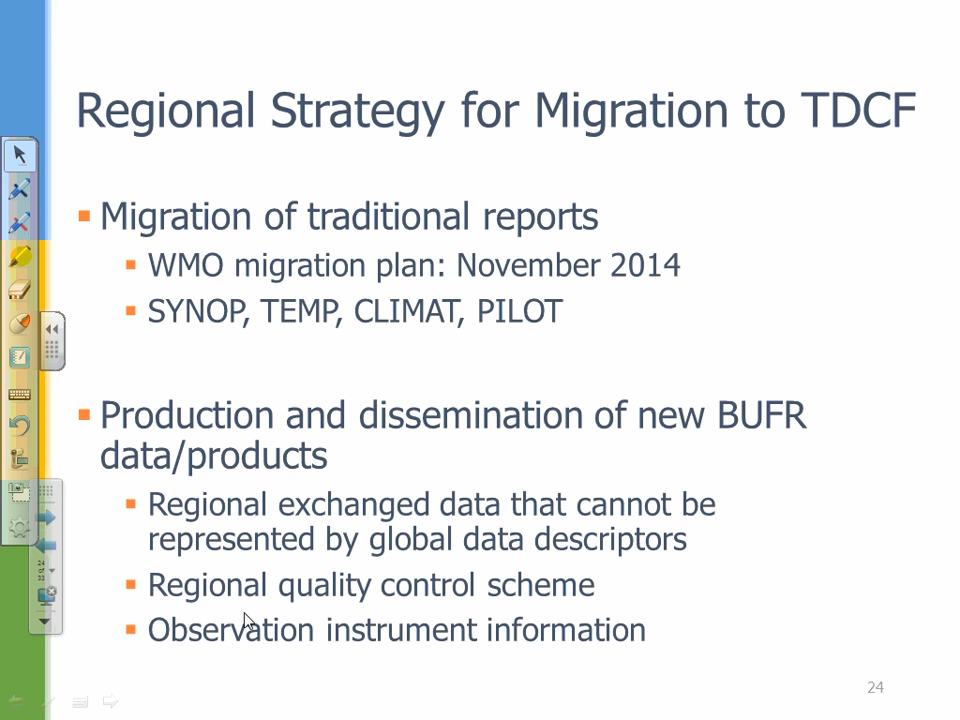 Regional Strategy for Migration to TDCF
Migration of traditional reports
WMO migration plan: November 2014
SYNOP, TEMP, CLIMAT, PILOT
Production and dissemination of new BUFR
data/products
Regional exchanged data that cannot be
represented by global data descriptors
Regional quality control scheme
Observation instrument information
24